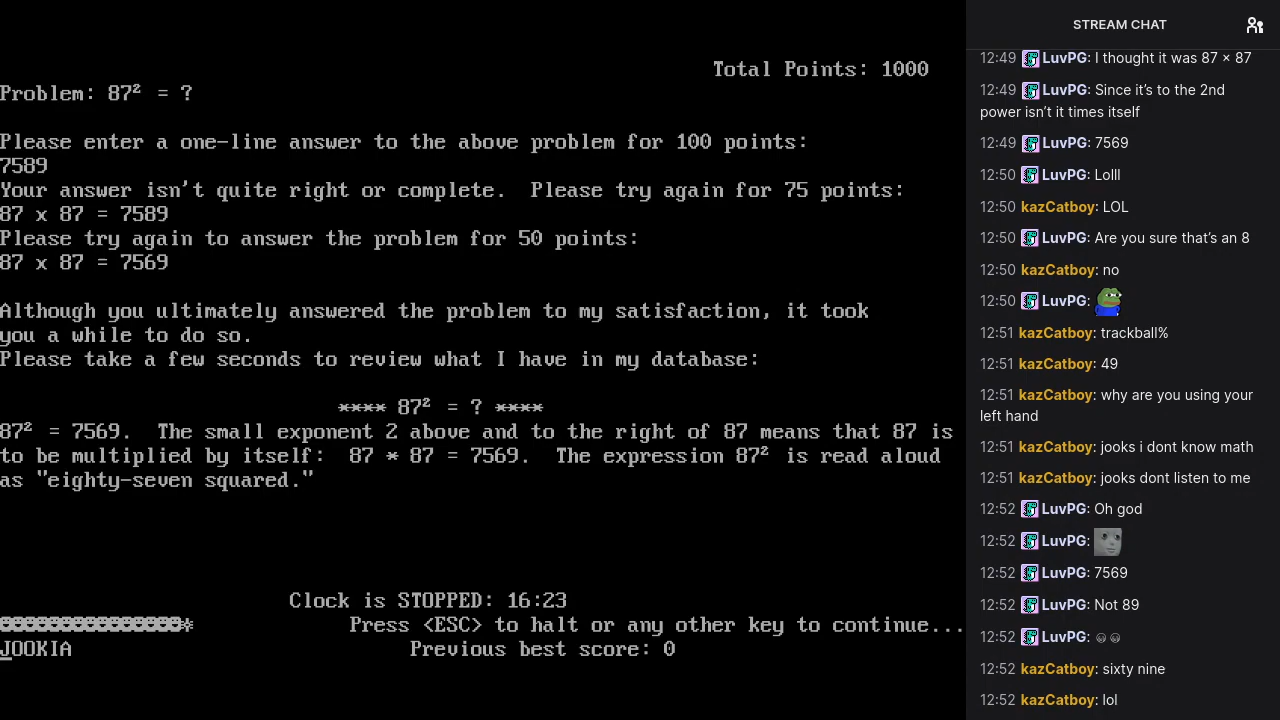 Total Points: 1000
Problem: 87² = ?
Please enter a one-line answer to the above problem for 100 points:
7589
Your answer isn't quite right or complete.  Please try again for 75 points:
87 x 87 = 7589
Please try again to answer the problem for 50 points:
87 x 87 = 7569
Although you ultimately answered the problem to my satisfaction, it took
you a while to do so.
Please take a few seconds to review what I have in my database:
**** 87² = ? ****
87² = 7569.  The small exponent 2 above and to the right of 87 means that 87 is
to be multiplied by itself:  87 * 87 = 7569.  The expression 87² is read aloud
as "eighty-seven squared."
Clock is STOPPED: 16:23
Press <ESC> to halt or any other key to continue...
JOOKIA
Previous best score: 0
STREAM CHAT
12:49 LuvPG: I thought it was 87 × 87
12:49 LuvPG: Since it's to the 2nd
power isn't it times itself
12:49 LuvPG: 7569
12:50 LuvPG: Lolll
12:50 kazCatboy: LOL
12:50 LuvPG: Are you sure that's an 8
12:50 kazCatboy: no
12:50 LuvPG:
12:51 kazCatboy: trackball%
12:51 kazCatboy: 49
12:51 kazCatboy: why are you using your
left hand
12:51 kazCatboy: jooks i dont know math
12:51 kazCatboy: jooks dont listen to me
12:52 LuvPG: Oh god
12:52 LuvPG:
12:52 LuvPG: 7569
12:52 LuvPG: Not 89
12:52 LuvPG:
12:52 kazCatboy: sixty nine
12:52 kazCatboy: lol